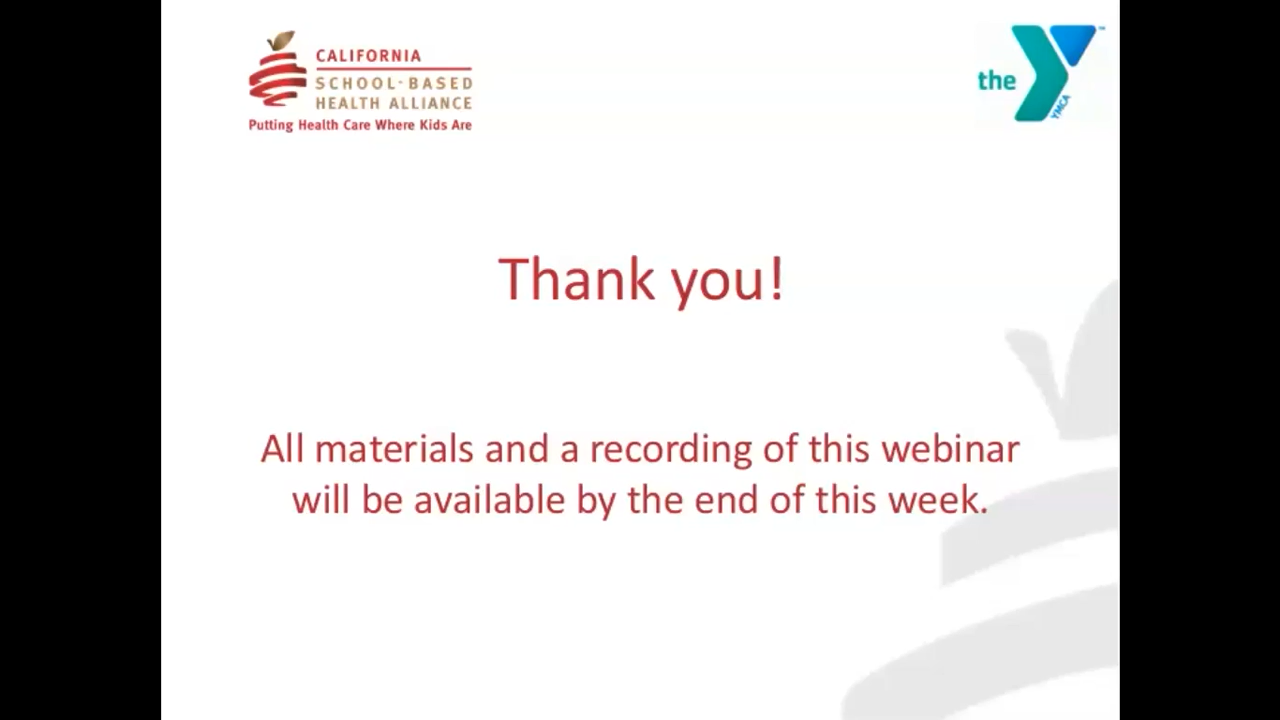 CALIFORNIA
SCHOOL-BASED
HEALTH ALLIANCE
Putting Health Care Where Kids Are
the
YMCA
Thank you!
All materials and a recording of this webinar
will be available by the end of this week.